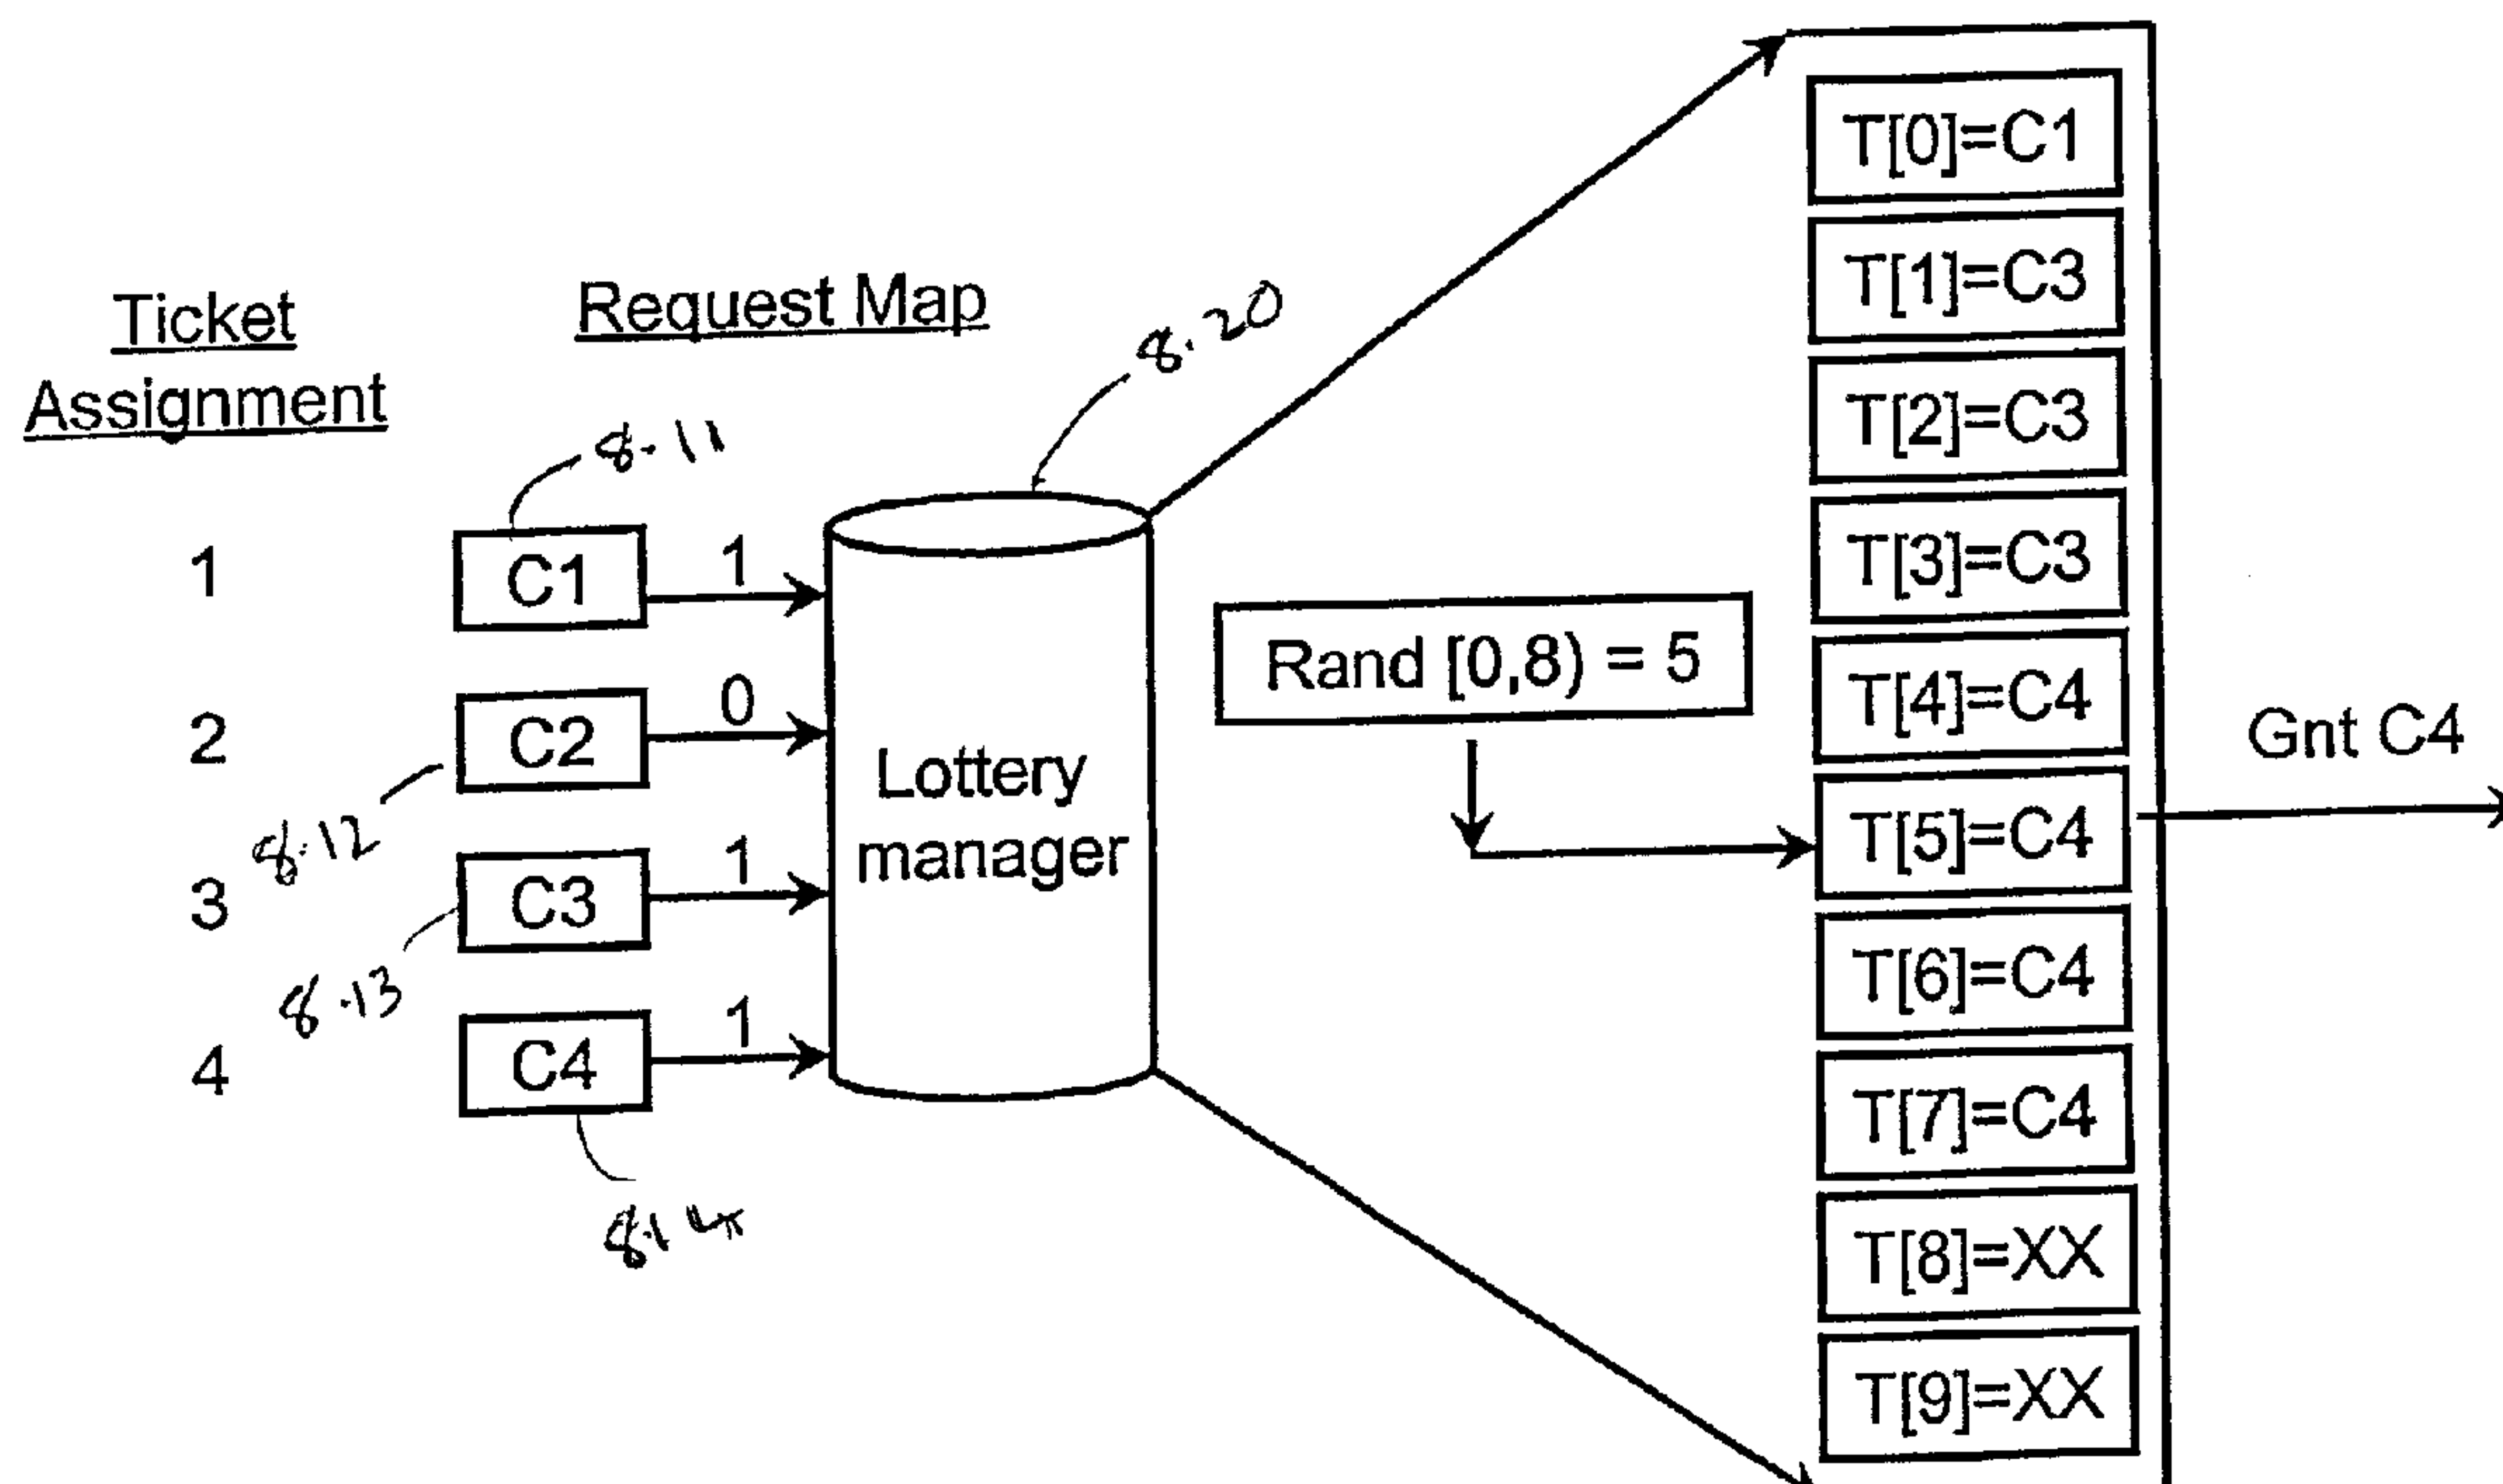 Ticket
Assignment
Request Map
8.20
8.11
1
C1
1
2
C2
0
8.12
3
C3
1
8.13
4
C4
1
8.14
Lottery
manager
Rand [0,8) = 5
T[0]=C1
T[1]=C3
T[2]=C3
T[3]=C3
T[4]=C4
T[5]=C4
T[6]=C4
T[7]=C4
T[8]=XX
T[9]=XX
Gnt C4